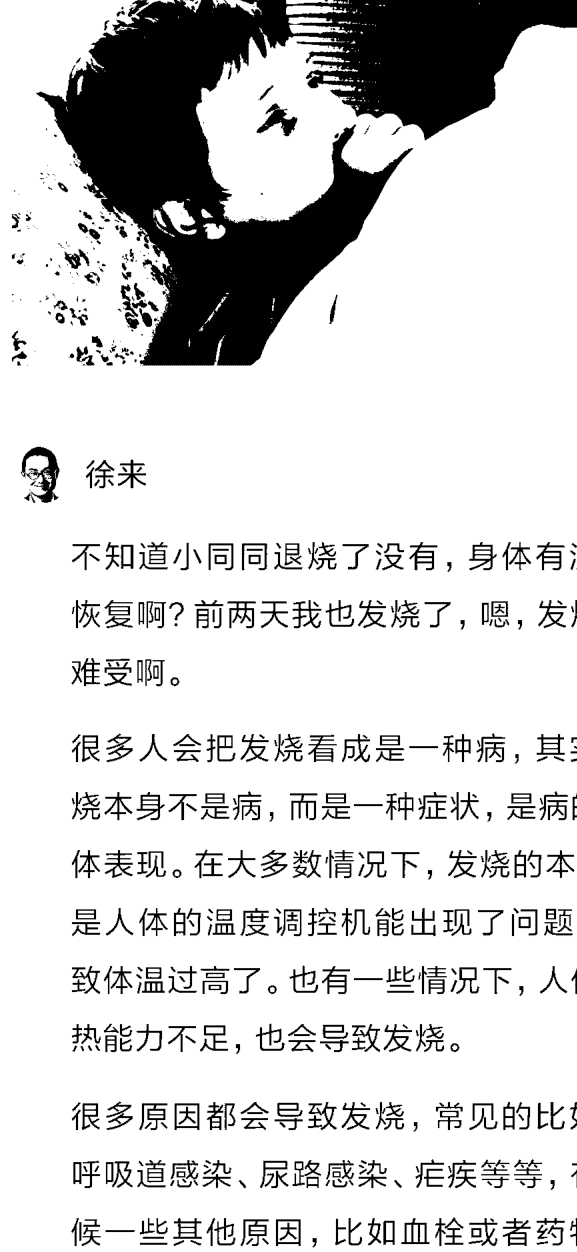 徐来
不知道小同同退烧了没有，身体有
恢复啊？前两天我也发烧了，嗯，发
难受啊。
很多人会把发烧看成是一种病，其
烧本身不是病，而是一种症状，是病
体表现。在大多数情况下，发烧的本
是人体的温度调控机能出现了问题
致体温过高了。也有一些情况下，人
热能力不足，也会导致发烧。
很多原因都会导致发烧，常见的比
呼吸道感染、尿路感染、疟疾等等，
候一些其他原因，比如血栓或者药